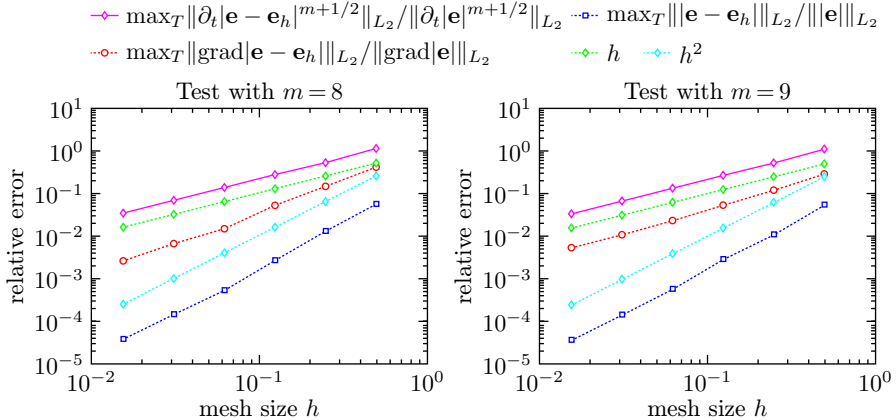 max_T ‖∂_t|𝐞 − 𝐞_h|^{m+1/2}‖_{L_2}/‖∂_t|𝐞|^{m+1/2}‖_{L_2} max_T ‖|𝐞 − 𝐞_h|‖_{L_2}/‖|𝐞|‖_{L_2}
max_T ‖grad|𝐞 − 𝐞_h|‖_{L_2}/‖grad|𝐞|‖_{L_2} h h^2
Test with m = 8
10^1
10^0
10^{-1}
10^{-2}
10^{-3}
10^{-4}
10^{-5}
relative error
10^{-2} 10^{-1} 10^0
mesh size h
Test with m = 9
10^1
10^0
10^{-1}
10^{-2}
10^{-3}
10^{-4}
10^{-5}
relative error
10^{-2} 10^{-1} 10^0
mesh size h